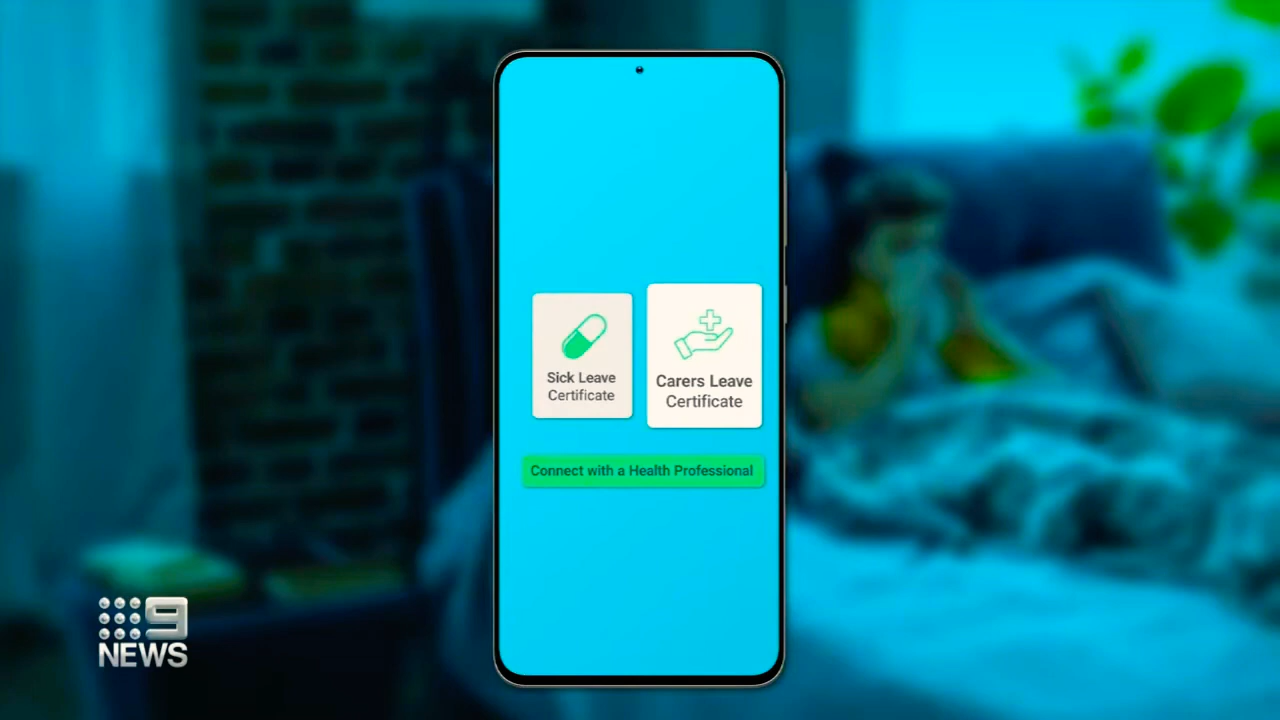 Sick Leave
Certificate
Carers Leave
Certificate
Connect with a Health Professional
9
NEWS